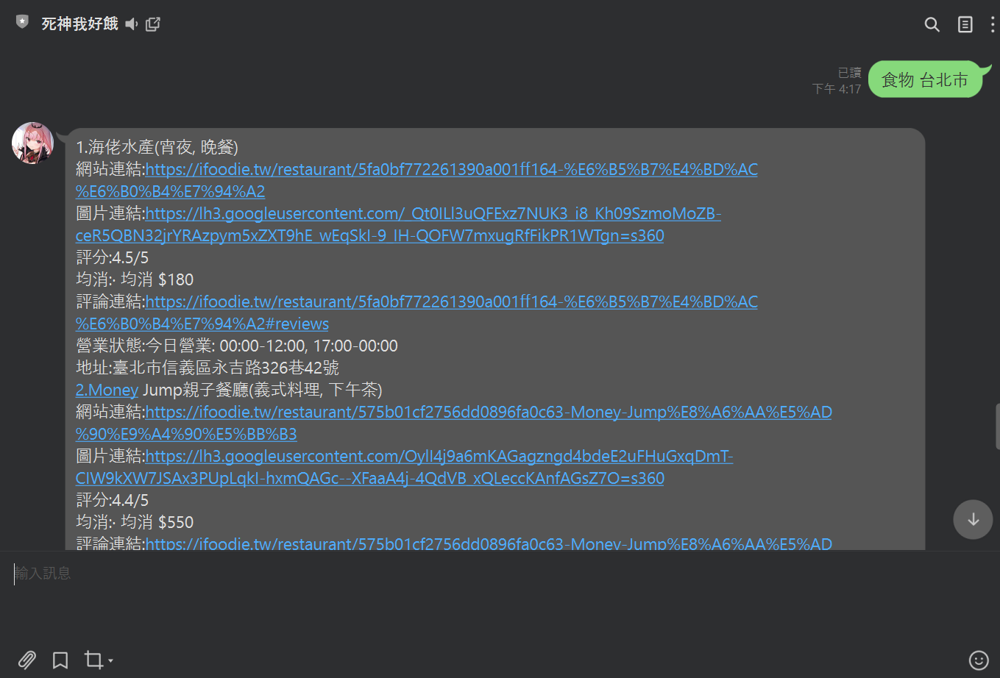 死神我好餓
已讀
下午 4:17
食物 台北市
1.海佬水產(宵夜, 晚餐)
網站連結:https://ifoodie.tw/restaurant/5fa0bf772261390a001ff164-%E6%B5%B7%E4%BD%AC
%E6%B0%B4%E7%94%A2
圖片連結:https://lh3.googleusercontent.com/_Qt0ILl3uQFExz7NUK3_i8_Kh09SzmoMoZB-
ceR5QBN32jrYRAzpym5xZXT9hE_wEqSkI-9_IH-QOFW7mxugRfFikPR1WTgn=s360
評分:4.5/5
均消:· 均消 $180
評論連結:https://ifoodie.tw/restaurant/5fa0bf772261390a001ff164-%E6%B5%B7%E4%BD%AC
%E6%B0%B4%E7%94%A2#reviews
營業狀態:今日營業: 00:00-12:00, 17:00-00:00
地址:臺北市信義區永吉路326巷42號
2.Money Jump親子餐廳(義式料理, 下午茶)
網站連結:https://ifoodie.tw/restaurant/575b01cf2756dd0896fa0c63-Money-Jump%E8%A6%AA%E5%AD
%90%E9%A4%90%E5%BB%B3
圖片連結:https://lh3.googleusercontent.com/OylI4j9a6mKAGagzngd4bdeE2uFHuGxqDmT-
CIW9kXW7JSAx3PUpLqkI-hxmQAGc--XFaaA4j-4QdVB_xQLeccKAnfAGsZ7O=s360
評分:4.4/5
均消:· 均消 $550
評論連結:https://ifoodie.tw/restaurant/575b01cf2756dd0896fa0c63-Money-Jump%E8%A6%AA%E5%AD
輸入訊息